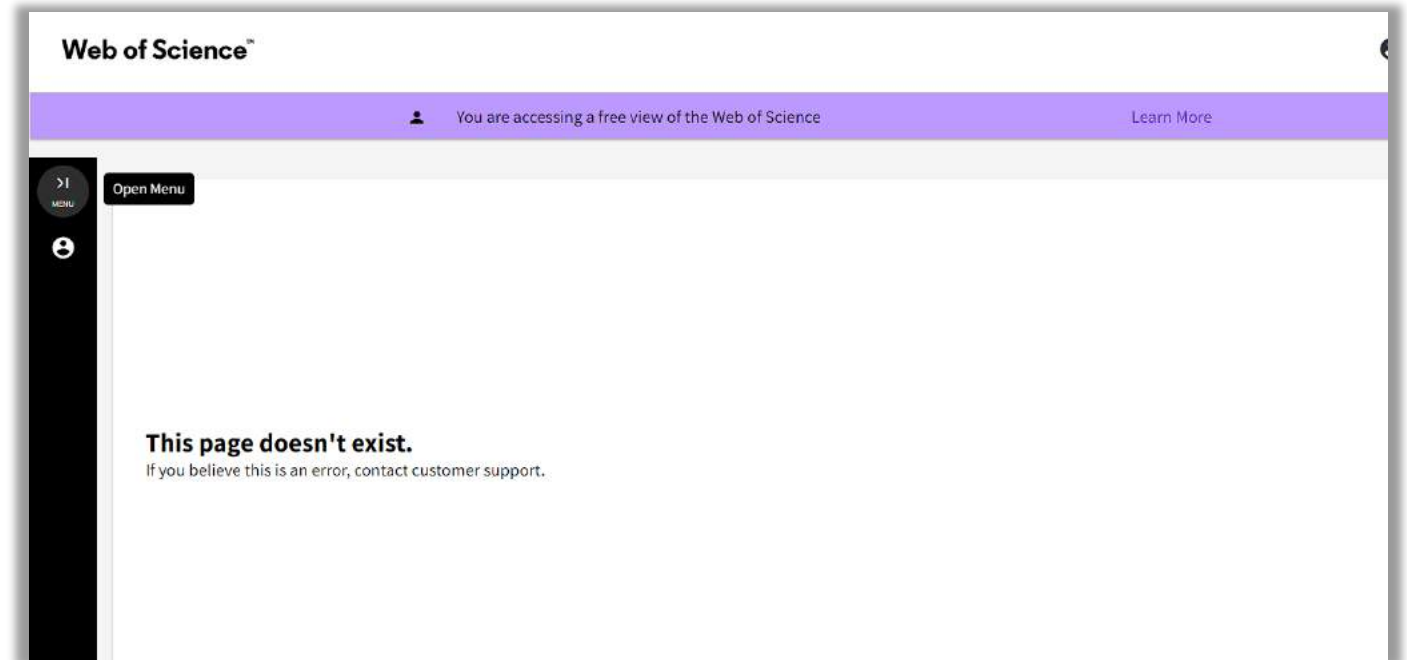 Web of Science™
You are accessing a free view of the Web of Science
Learn More
MENU
Open Menu
This page doesn't exist.
If you believe this is an error, contact customer support.